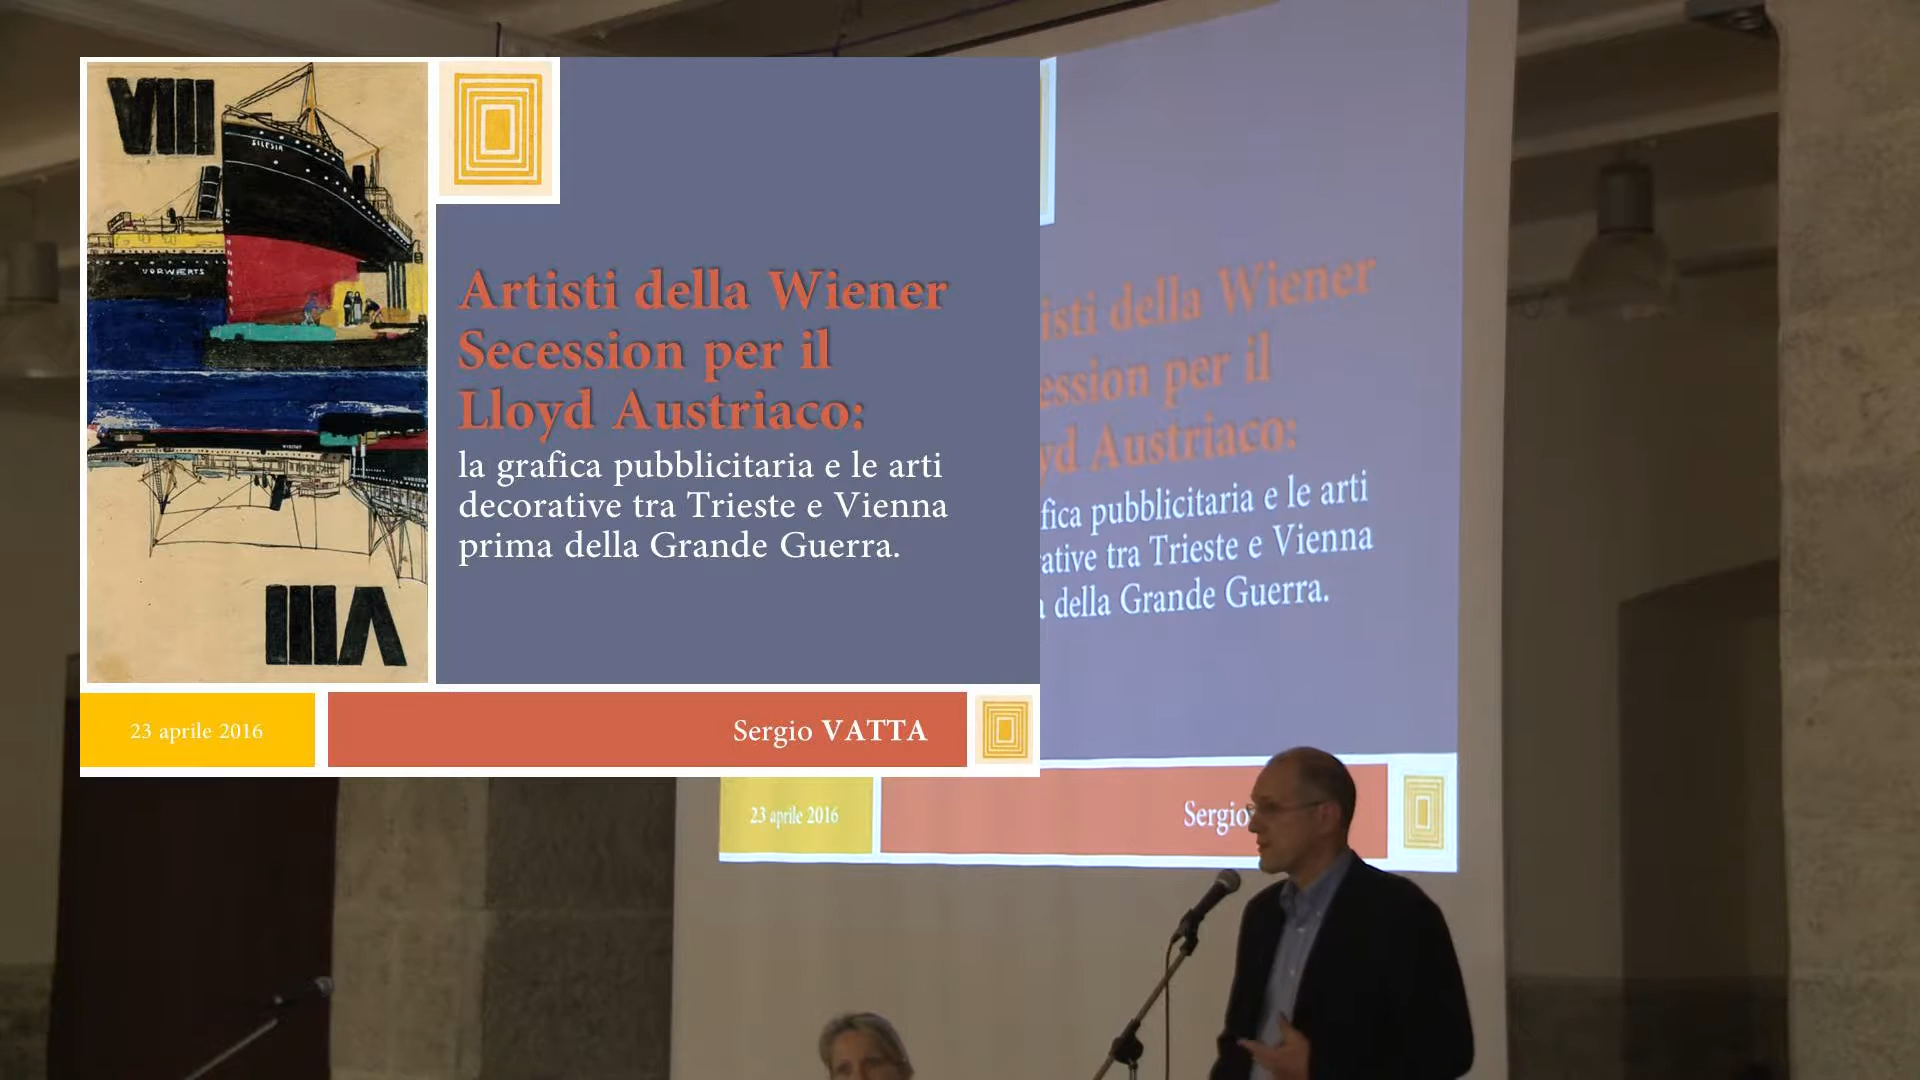 VIII
SILESIA
VORWÆRTS
VIII
Artisti della Wiener
Secession per il
Lloyd Austriaco:
la grafica pubblicitaria e le arti
decorative tra Trieste e Vienna
prima della Grande Guerra.
23 aprile 2016
Sergio VATTA
isti della Wiener
ession per il
yd Austriaco:
fica pubblicitaria e le arti
ative tra Trieste e Vienna
a della Grande Guerra.
23 aprile 2016
Sergio